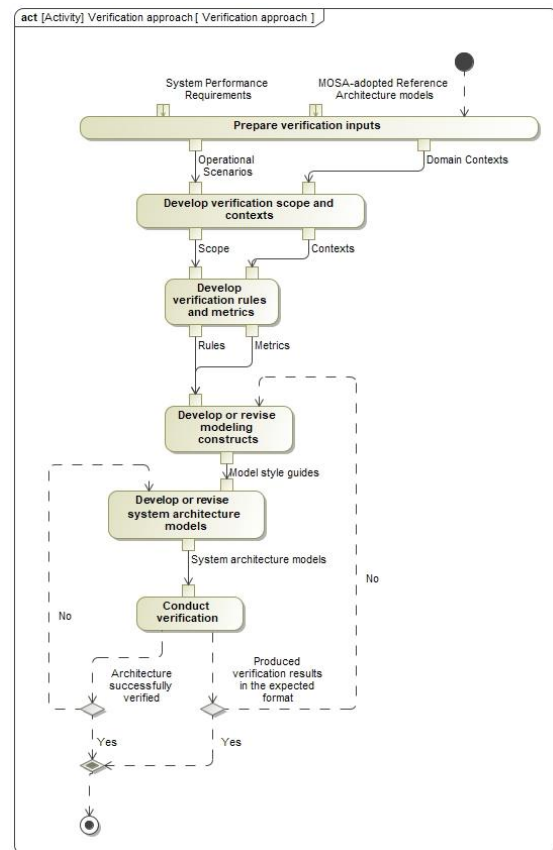 act [Activity] Verification approach [ Verification approach ]
System Performance
Requirements
MOSA-adopted Reference
Architecture models
Prepare verification inputs
Operational
Scenarios
Domain Contexts
Develop verification scope and
contexts
Scope
Contexts
Develop
verification rules
and metrics
Rules
Metrics
Develop or revise
modeling
constructs
Model style guides
Develop or revise
system architecture
models
System architecture models
No
Conduct
verification
No
Architecture
successfully
verified
Produced
verification results
in the expected
format
Yes
Yes